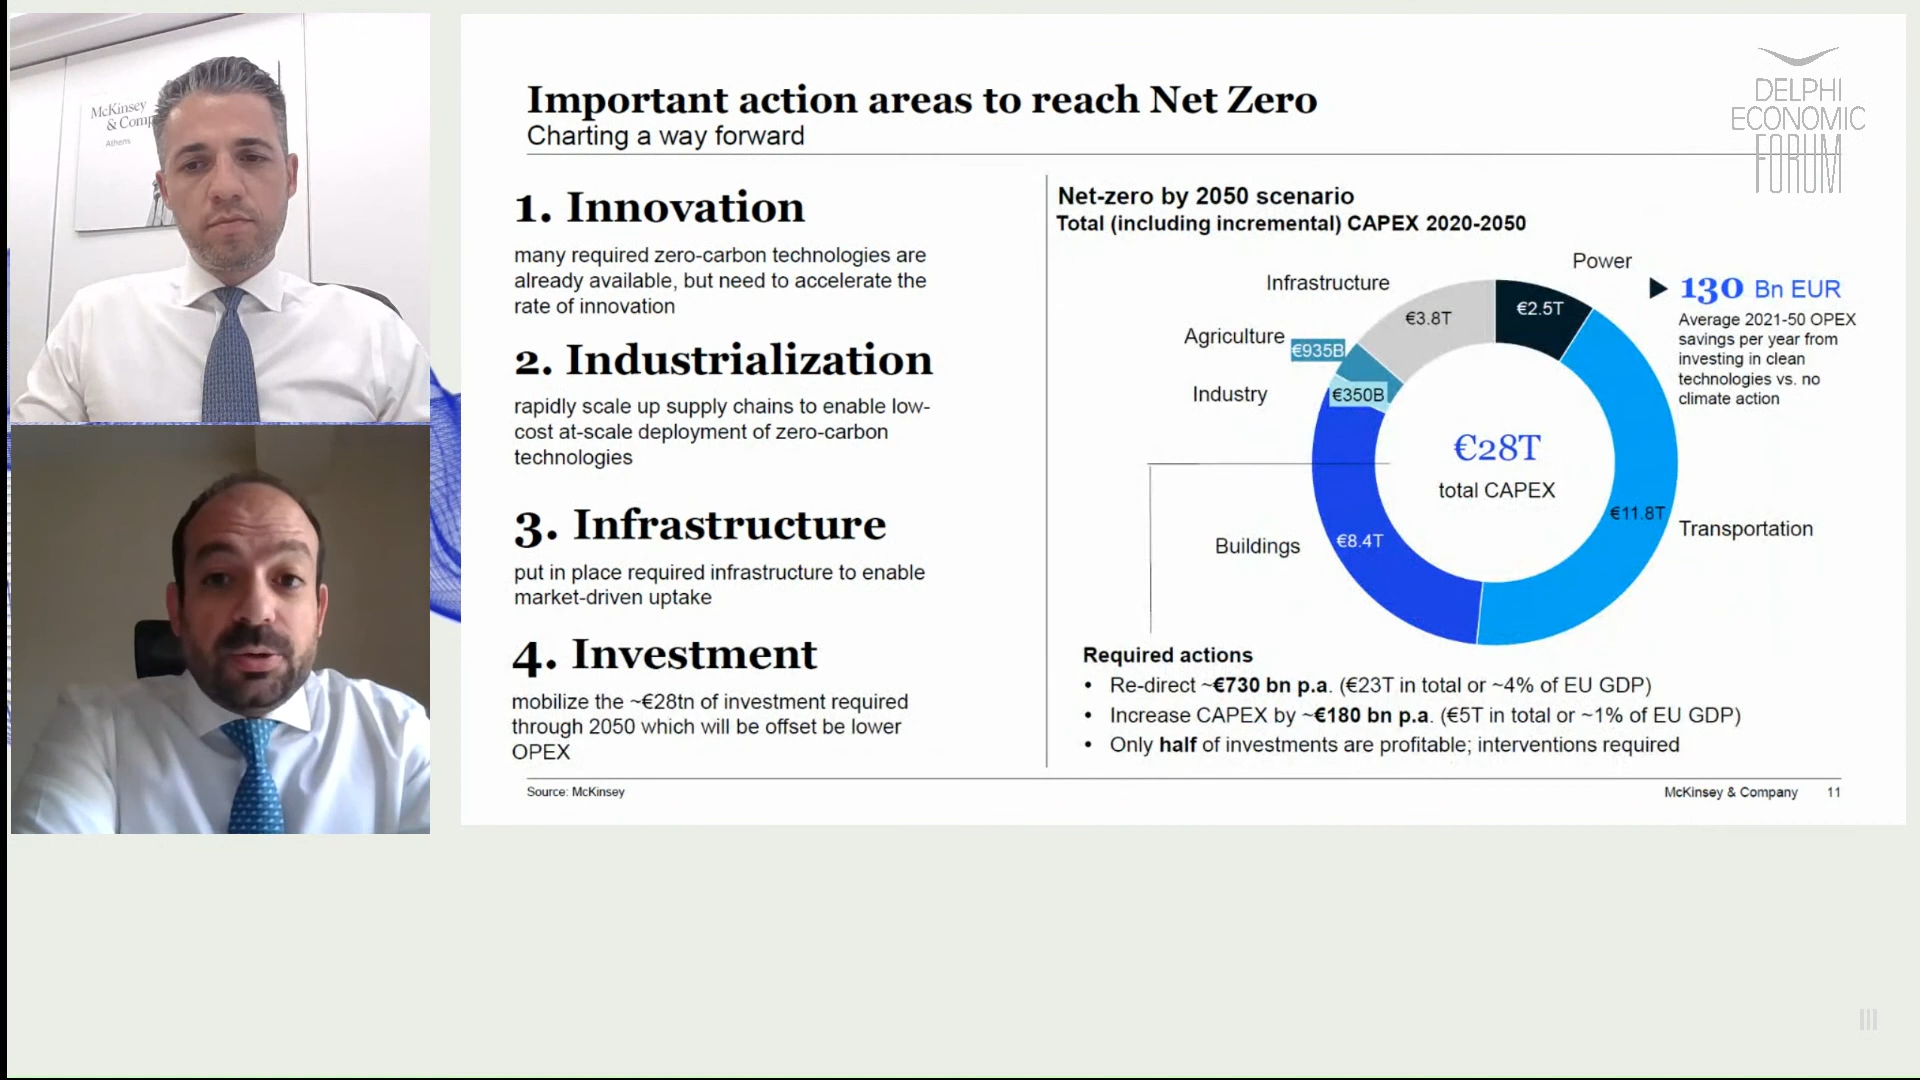 McKinsey
& Comp
Athens
DELPHI
ECONOMIC
FORUM
Important action areas to reach Net Zero
Charting a way forward
1. Innovation
many required zero-carbon technologies are
already available, but need to accelerate the
rate of innovation
2. Industrialization
rapidly scale up supply chains to enable low-
cost at-scale deployment of zero-carbon
technologies
3. Infrastructure
put in place required infrastructure to enable
market-driven uptake
4. Investment
mobilize the ~€28tn of investment required
through 2050 which will be offset be lower
OPEX
Net-zero by 2050 scenario
Total (including incremental) CAPEX 2020-2050
Power
€2.5T
Infrastructure
€3.8T
Agriculture
€935B
Industry
€350B
Buildings
€8.4T
Transportation
€11.8T
€28T
total CAPEX
130 Bn EUR
Average 2021-50 OPEX
savings per year from
investing in clean
technologies vs. no
climate action
Required actions
• Re-direct ~€730 bn p.a. (€23T in total or ~4% of EU GDP)
• Increase CAPEX by ~€180 bn p.a. (€5T in total or ~1% of EU GDP)
• Only half of investments are profitable; interventions required
Source: McKinsey
McKinsey & Company 11